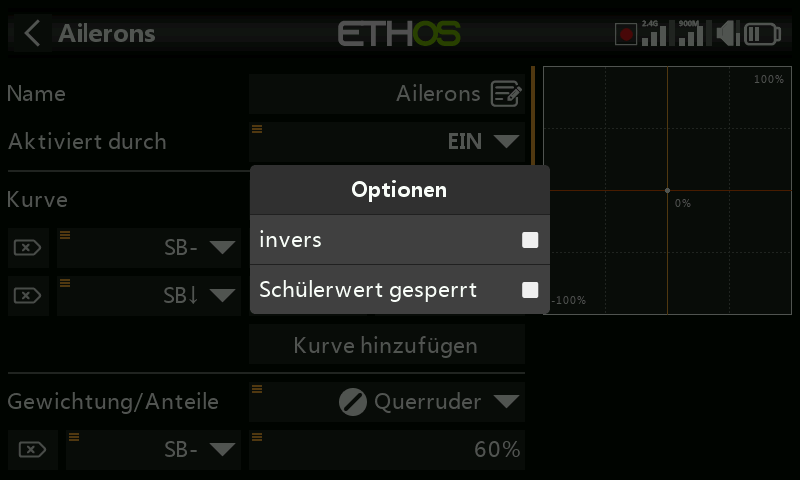 Ailerons
ETHOS
2.4G
900M
Name
Ailerons
Aktiviert durch
EIN
100%
Optionen
Kurve
0%
SB-
invers
SB↓
Schülerwert gesperrt
-100%
Kurve hinzufügen
Gewichtung/Anteile
Querruder
SB-
60%